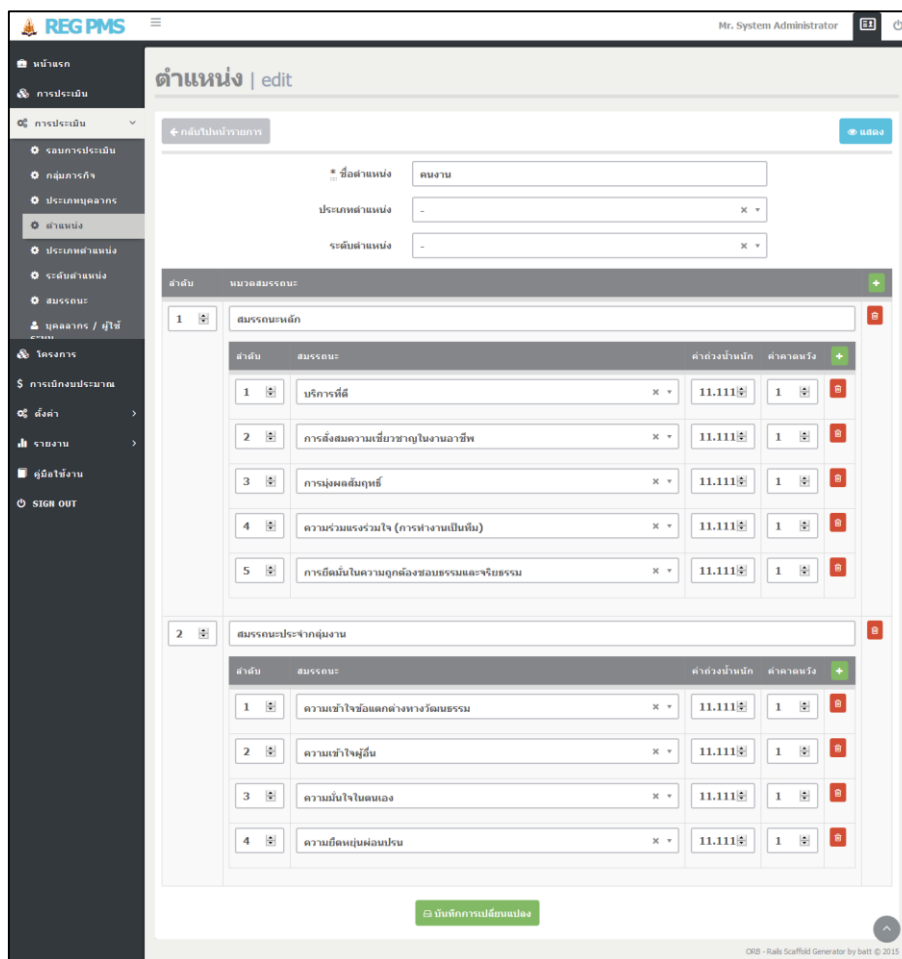 REG PMS
Mr. System Administrator
หน้าแรก
การประเมิน
การประเมิน
รอบการประเมิน
กลุ่มภารกิจ
ประเภทบุคลากร
ตำแหน่ง
ประเภทตำแหน่ง
ระดับตำแหน่ง
สมรรถนะ
บุคลลากร / ผู้ใช้
โครงการ
การเบิกงบประมาณ
ตั้งค่า
รายงาน
คู่มือใช้งาน
SIGN OUT
ตำแหน่ง | edit
กลับไปหน้ารายการ
แสดง
* ชื่อตำแหน่ง คนงาน
ประเภทตำแหน่ง -
ระดับตำแหน่ง -
ลำดับ หมวดสมรรถนะ
1 สมรรถนะหลัก
ลำดับ สมรรถนะ ค่าถ่วงน้ำหนัก ค่าคาดหวัง
1 บริการที่ดี 11.111 1
2 การสั่งสมความเชี่ยวชาญในงานอาชีพ 11.111 1
3 การมุ่งผลสัมฤทธิ์ 11.111 1
4 ความร่วมแรงร่วมใจ (การทำงานเป็นทีม) 11.111 1
5 การยึดมั่นในความถูกต้องชอบธรรมและจริยธรรม 11.111 1
2 สมรรถนะประจำกลุ่มงาน
ลำดับ สมรรถนะ ค่าถ่วงน้ำหนัก ค่าคาดหวัง
1 ความเข้าใจข้อแตกต่างทางวัฒนธรรม 11.111 1
2 ความเข้าใจผู้อื่น 11.111 1
3 ความมั่นใจในตนเอง 11.111 1
4 ความยืดหยุ่นผ่อนปรน 11.111 1
บันทึกการเปลี่ยนแปลง
ORB - Rails Scaffold Generator by batt © 2015